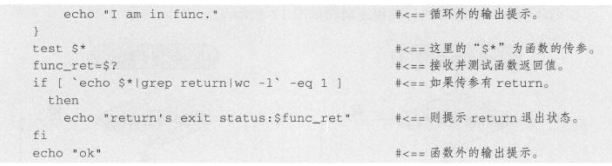 echo "I am in func." #<== 循环外的输出提示。
}
test $* #<== 这里的“$*”为函数的传参。
func_ret=$? #<== 接收并测试函数返回值。
if [ `echo $*|grep return|wc -l` -eq 1 ] #<== 如果传参有 return。
then
echo "return's exit status:$func_ret" #<== 则提示 return 退出状态。
fi
echo "ok" #<== 函数外的输出提示。